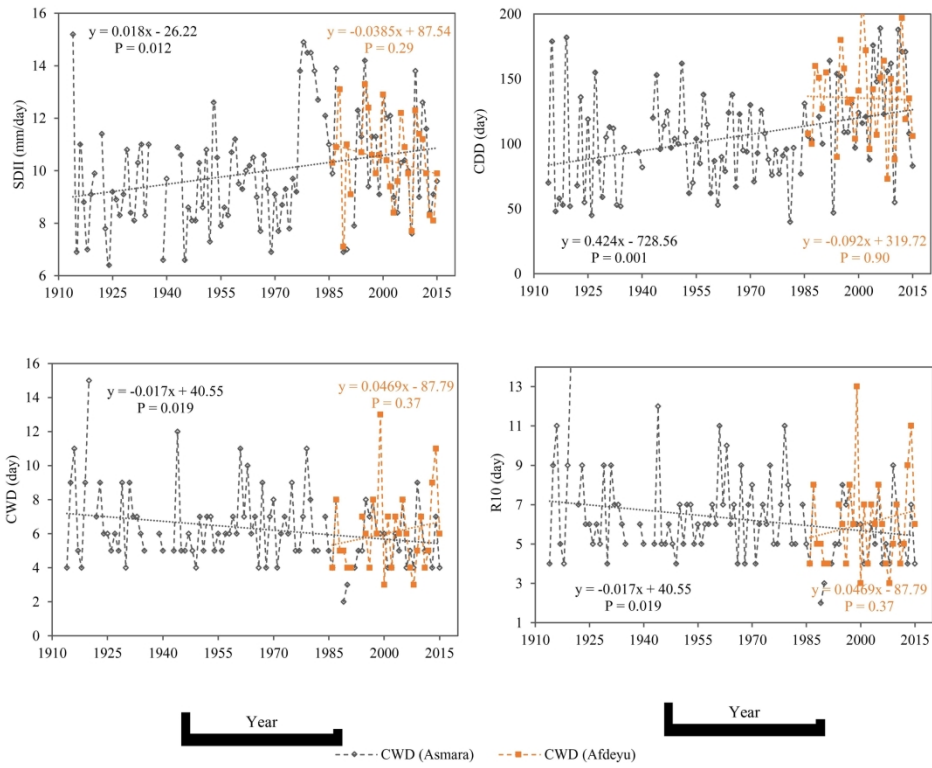 y = 0.018x - 26.22
P = 0.012
y = -0.0385x + 87.54
P = 0.29
SDII (mm/day)
16
14
12
10
8
6
1910 1925 1940 1955 1970 1985 2000 2015
CDD (day)
200
150
100
50
0
y = 0.424x - 728.56
P = 0.001
y = -0.092x + 319.72
P = 0.90
1910 1925 1940 1955 1970 1985 2000 2015
CWD (day)
16
14
12
10
8
6
4
2
0
y = -0.017x + 40.55
P = 0.019
y = 0.0469x - 87.79
P = 0.37
1910 1925 1940 1955 1970 1985 2000 2015
R10 (day)
13
11
9
7
5
3
1
y = -0.017x + 40.55
P = 0.019
y = 0.0469x - 87.79
P = 0.37
1910 1925 1940 1955 1970 1985 2000 2015
Year
Year
CWD (Asmara) CWD (Afdeyu)